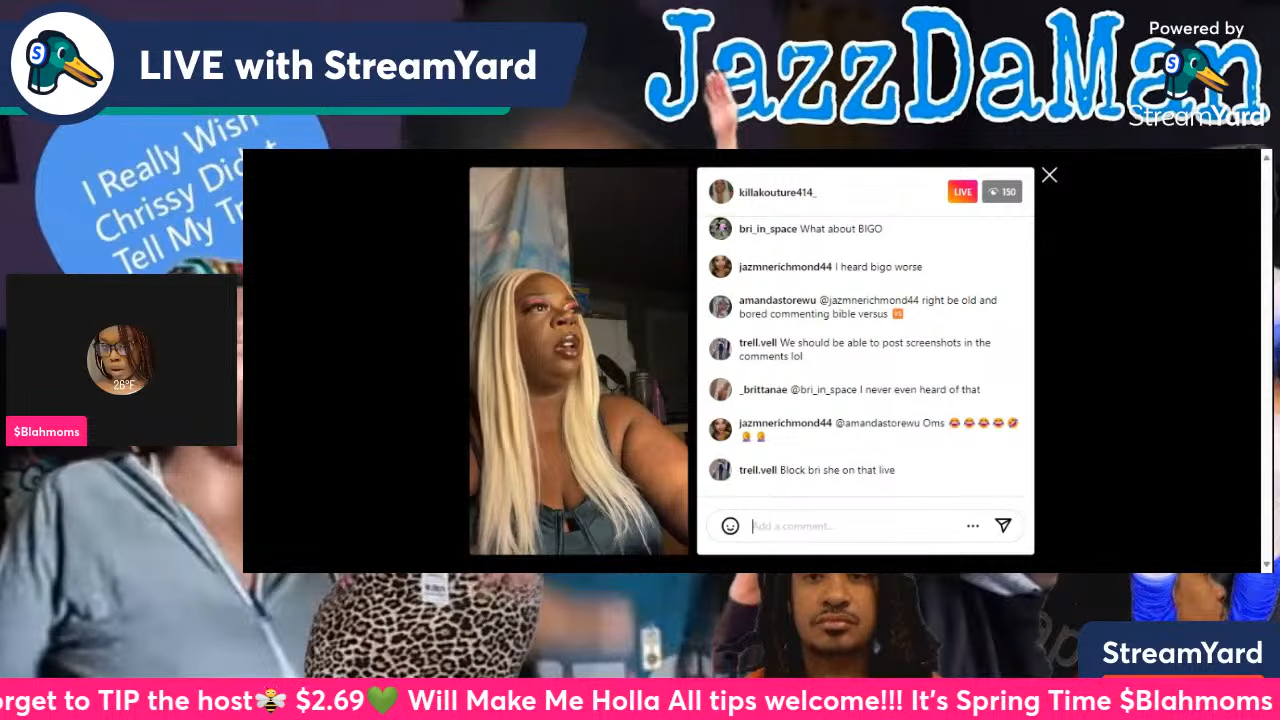 LIVE with StreamYard
JazzDaMan
Powered by
StreamYard
I Really Wish
Chrissy
Tell My
killakouture414_
LIVE
150
bri_in_space What about BIGO
jazmnerichmond44 I heard bigo worse
amandastorewu @jazmnerichmond44 right be old and
bored commenting bible versus 🆚
trell.vell We should be able to post screenshots in the
comments lol
_brittanae @bri_in_space I never even heard of that
jazmnerichmond44 @amandastorewu Oms 😂😂😂😂🤣
🤦‍♀️🤦‍♀️
trell.vell Block bri she on that live
Add a comment...
26°F
$Blahmoms
StreamYard
to TIP the host🐝 $2.69💚 Will Make Me Holla All tips welcome!!! It's Spring Time $Blahmoms